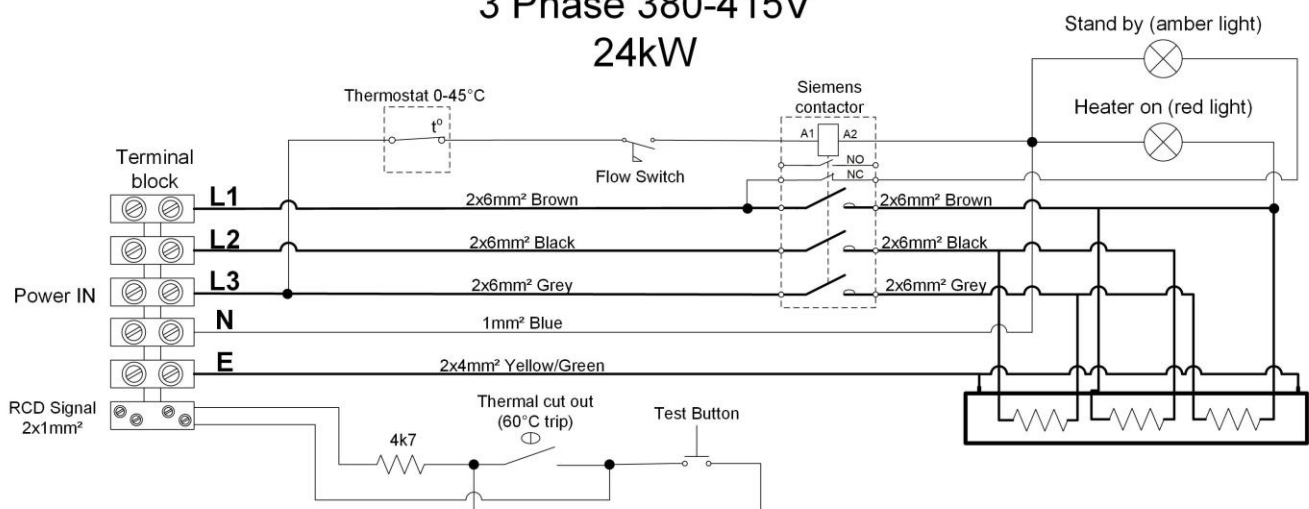 3 Phase 380-415V
24kW
Stand by (amber light)
Heater on (red light)
Siemens
contactor
Thermostat 0-45°C
t°
A1
A2
NO
NC
Flow Switch
Terminal
block
L1
2x6mm² Brown
2x6mm² Brown
L2
2x6mm² Black
2x6mm² Black
L3
2x6mm² Grey
2x6mm² Grey
Power IN
N
1mm² Blue
E
2x4mm² Yellow/Green
RCD Signal
2x1mm²
4k7
Thermal cut out
(60°C trip)
Test Button